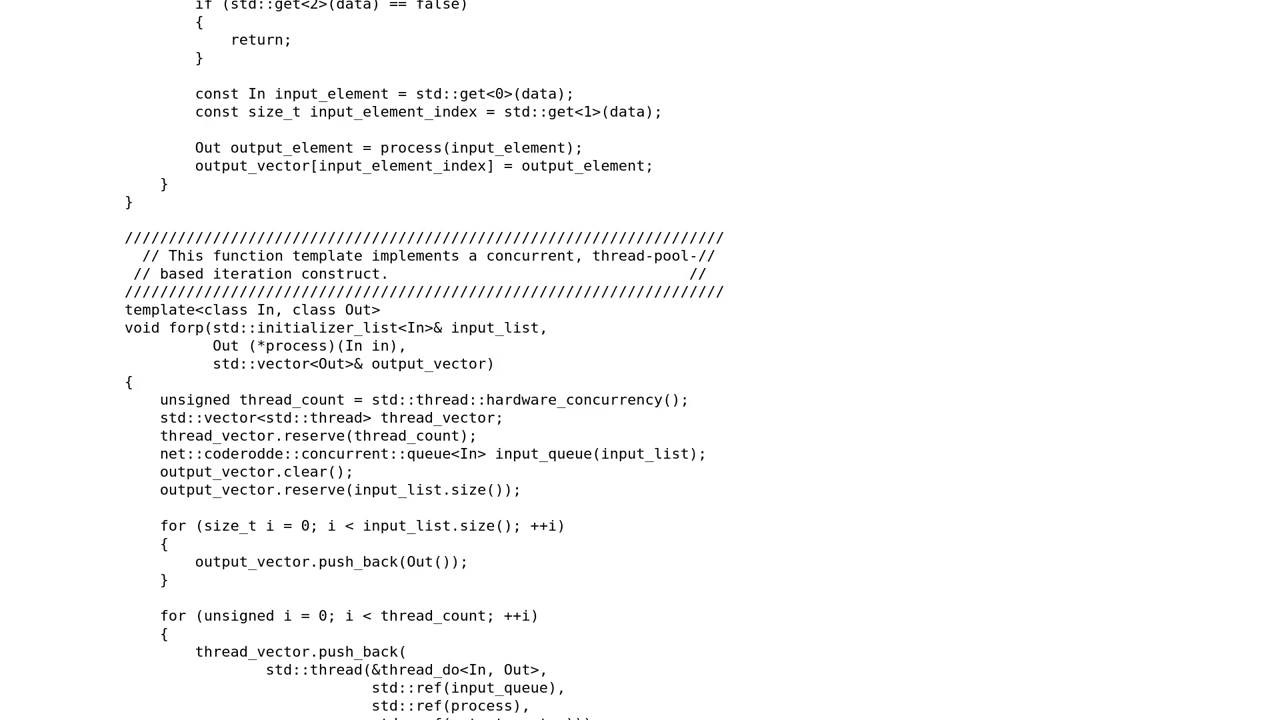 if (std::get<2>(data) == false)
{
return;
}
const In input_element = std::get<0>(data);
const size_t input_element_index = std::get<1>(data);
Out output_element = process(input_element);
output_vector[input_element_index] = output_element;
}
}
////////////////////////////////////////////////////////////////////
// This function template implements a concurrent, thread-pool-//
// based iteration construct. //
////////////////////////////////////////////////////////////////////
template<class In, class Out>
void forp(std::initializer_list<In>& input_list,
Out (*process)(In in),
std::vector<Out>& output_vector)
{
unsigned thread_count = std::thread::hardware_concurrency();
std::vector<std::thread> thread_vector;
thread_vector.reserve(thread_count);
net::coderodde::concurrent::queue<In> input_queue(input_list);
output_vector.clear();
output_vector.reserve(input_list.size());
for (size_t i = 0; i < input_list.size(); ++i)
{
output_vector.push_back(Out());
}
for (unsigned i = 0; i < thread_count; ++i)
{
thread_vector.push_back(
std::thread(&thread_do<In, Out>,
std::ref(input_queue),
std::ref(process),